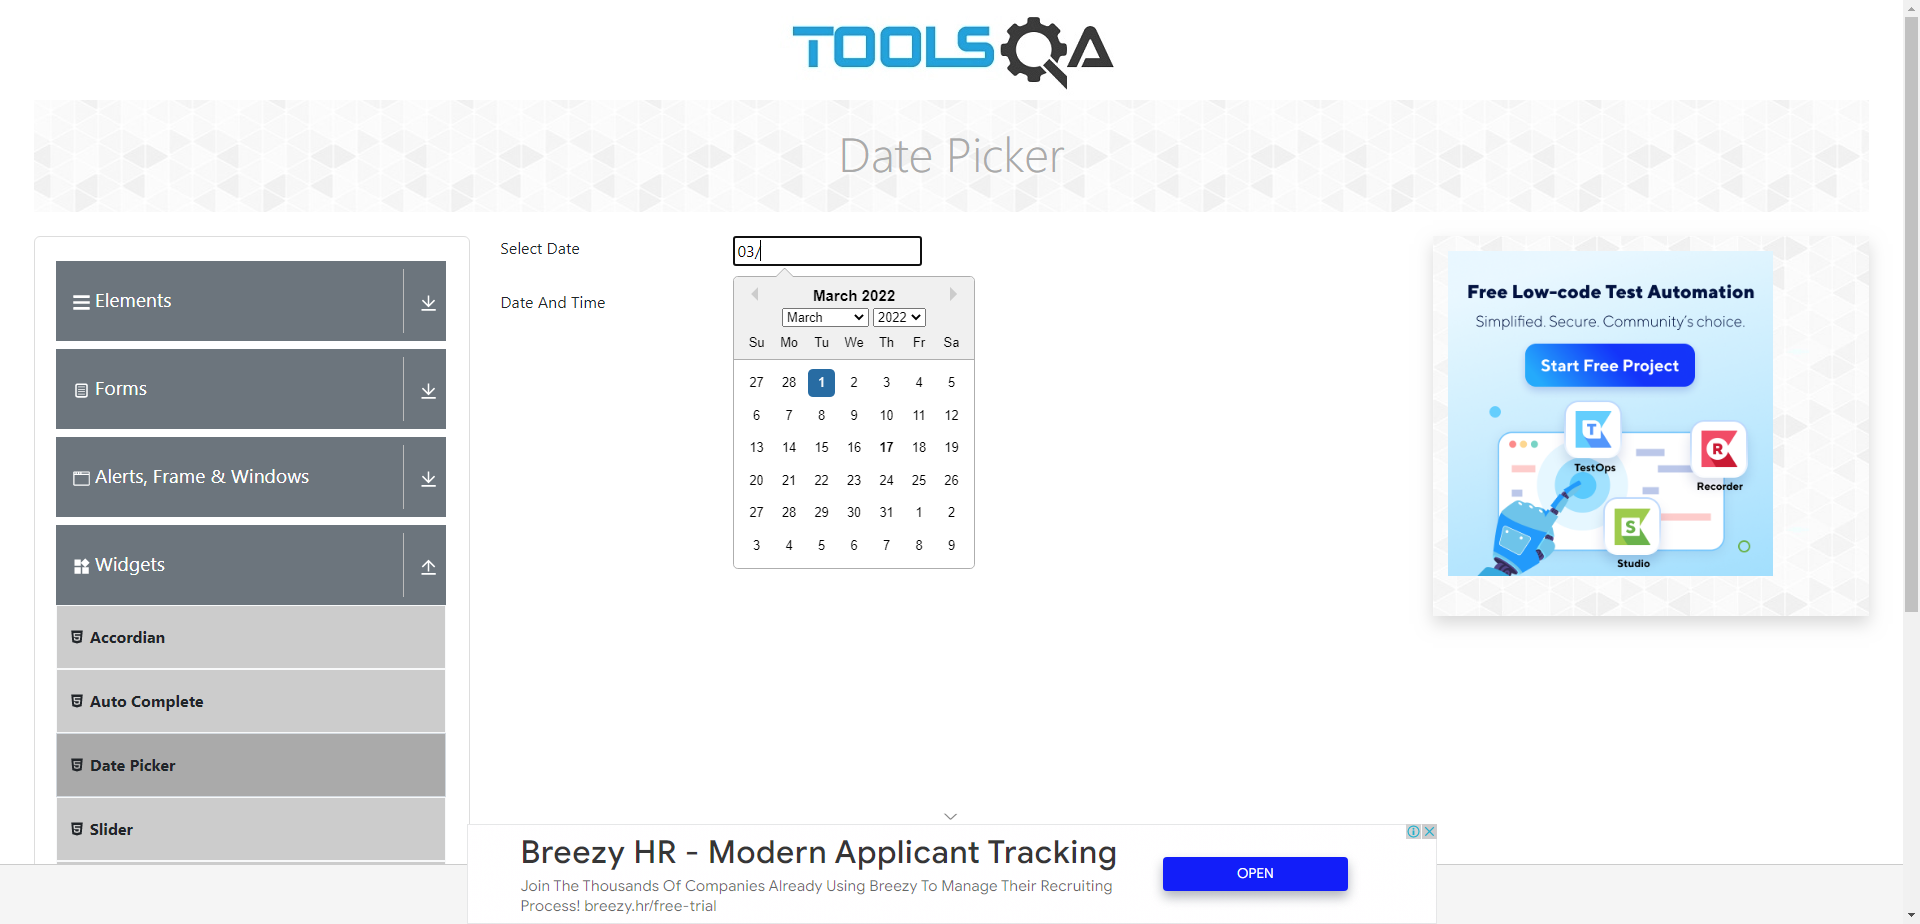 TOOLSQA
Date Picker
Elements
Forms
Alerts, Frame & Windows
Widgets
Accordian
Auto Complete
Date Picker
Slider
Select Date
03/
Date And Time
March 2022
March 2022
Su Mo Tu We Th Fr Sa
27 28 1 2 3 4 5
6 7 8 9 10 11 12
13 14 15 16 17 18 19
20 21 22 23 24 25 26
27 28 29 30 31 1 2
3 4 5 6 7 8 9
Free Low-code Test Automation
Simplified. Secure. Community's choice.
Start Free Project
T
TestOps
R
Recorder
S
Studio
Breezy HR - Modern Applicant Tracking
Join The Thousands Of Companies Already Using Breezy To Manage Their Recruiting
Process! breezy.hr/free-trial
OPEN